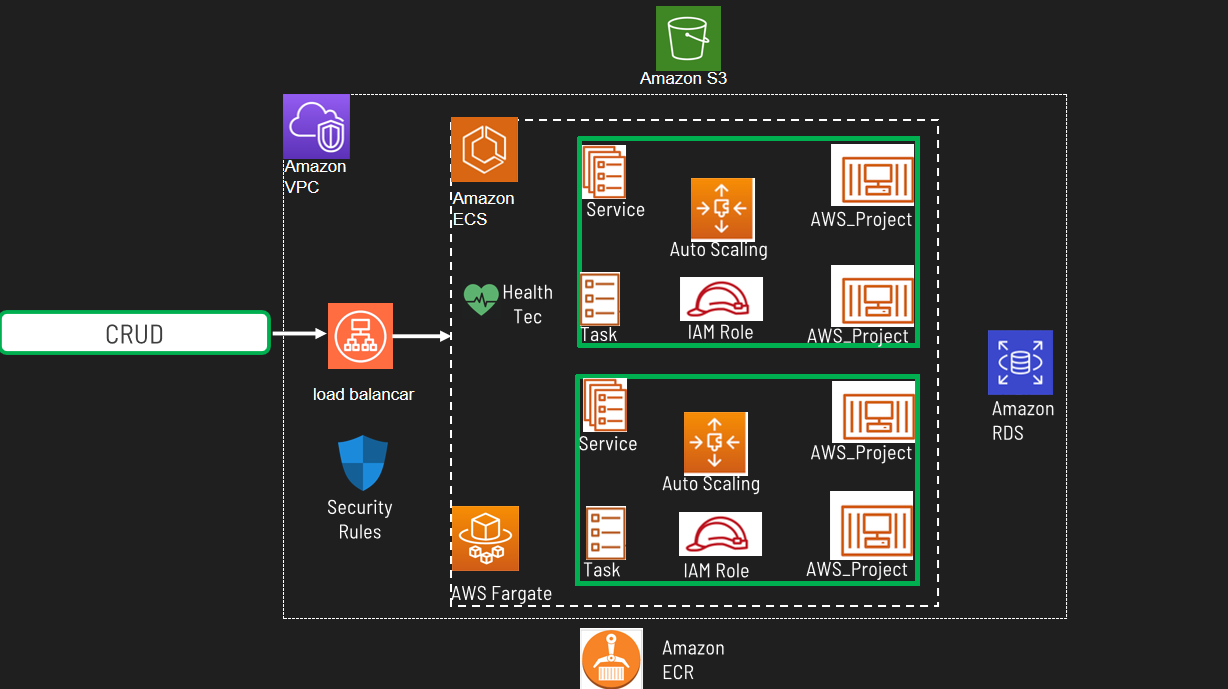 Amazon S3
Amazon
VPC
Amazon
ECS
Service
Auto Scaling
AWS_Project
Health
Tec
Task
IAM Role
AWS_Project
CRUD
load balancar
Amazon
RDS
Service
Auto Scaling
AWS_Project
Security
Rules
Task
IAM Role
AWS_Project
AWS Fargate
Amazon
ECR